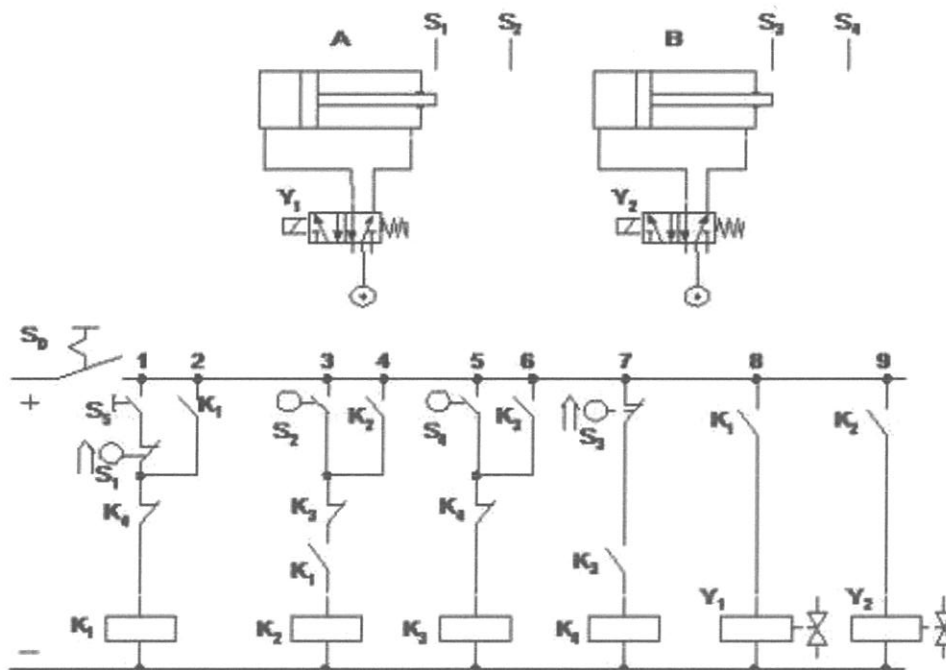 S₁ S₂ S₃ S₄
A B
Y₁ Y₂
S₀ 1 2 3 4 5 6 7 8 9
+
S₅ K₁ S₂ K₂ S₄ K₃ S₃ K₁ K₂
S₁
K₄ K₃ K₄
K₁ K₃
K₁ K₂ K₃ K₄ Y₁ Y₂
−